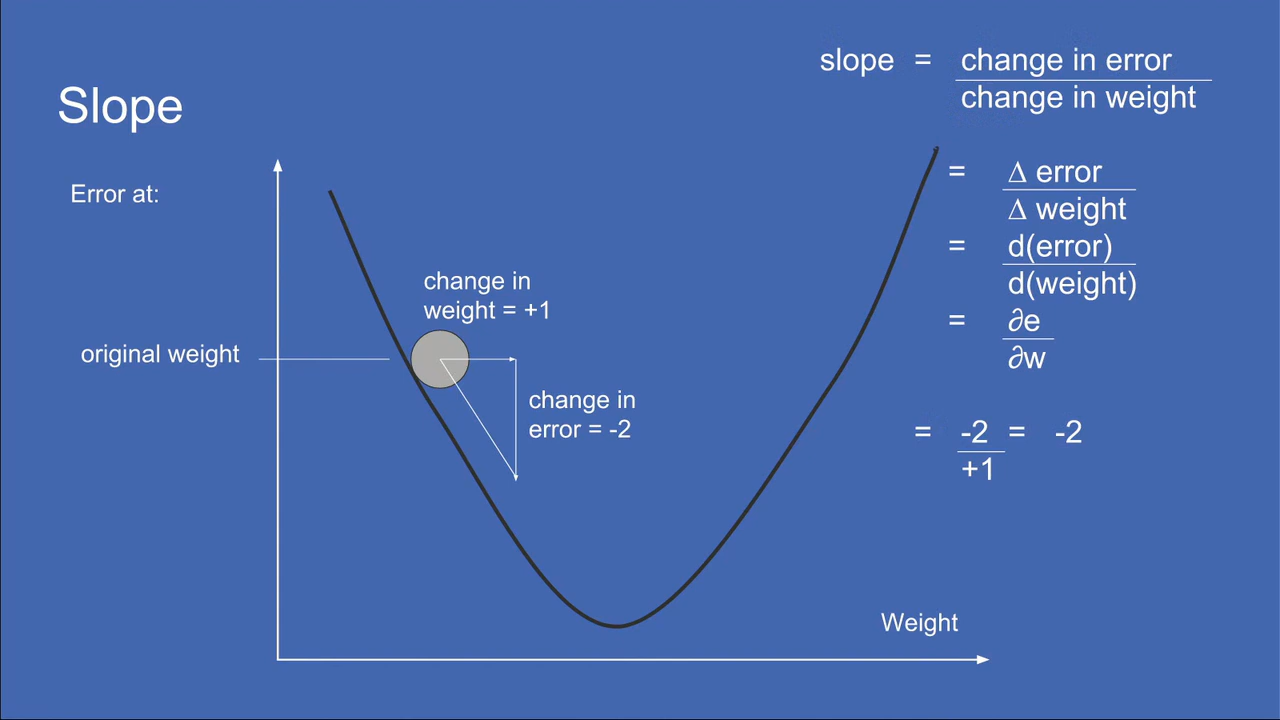 Slope
slope = change in error
change in weight
= Δ error
Δ weight
= d(error)
d(weight)
= ∂e
∂w
= -2 = -2
+1
Error at:
change in
weight = +1
original weight
change in
error = -2
Weight